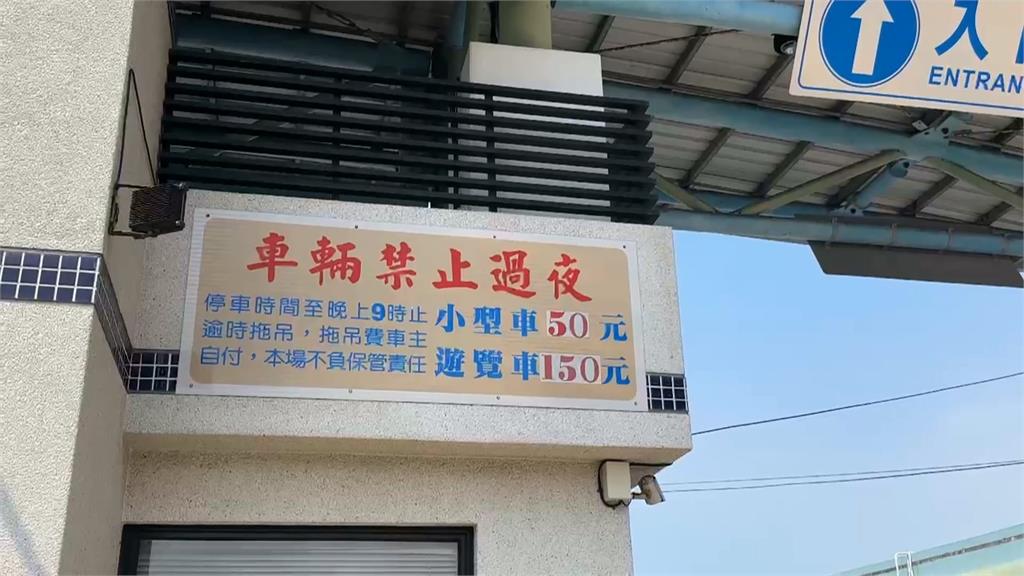 入
ENTRAN
車輛禁止過夜
停車時間至晚上9時止
逾時拖吊，拖吊費車主
自付，本場不負保管責任
小型車50元
遊覽車150元